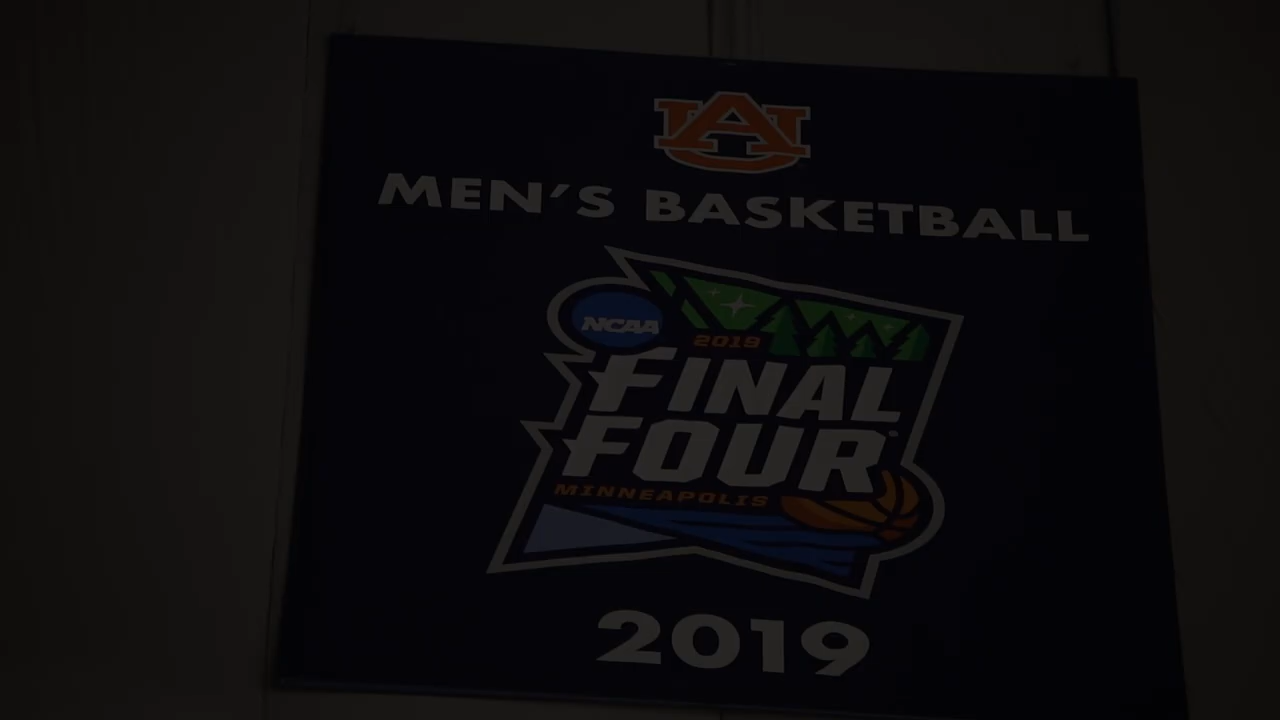 AU
MEN'S BASKETBALL
NCAA
2019
FINAL
FOUR
MINNEAPOLIS
2019